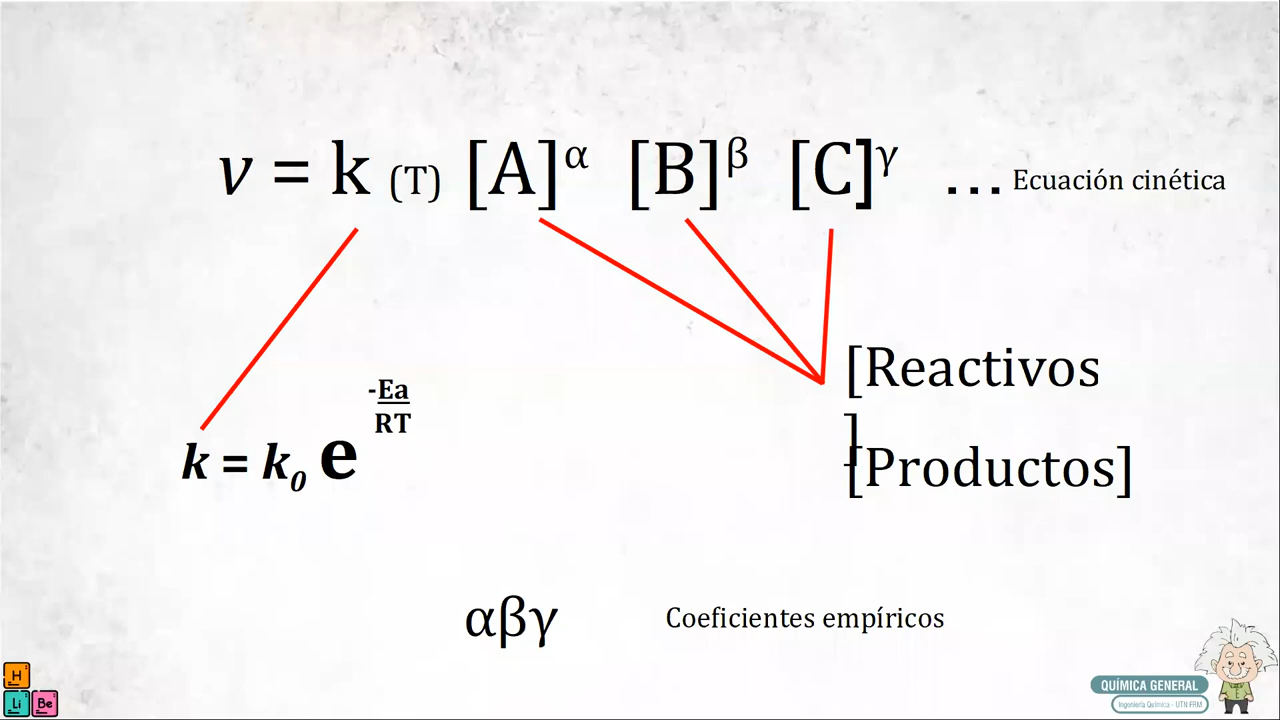 v = k (T) [A]^α [B]^β [C]^γ ... Ecuación cinética
[Reactivos
]
[Productos]
-Ea
RT
k = k₀ e
αβγ Coeficientes empíricos
H
Li Be
QUÍMICA GENERAL
Ingeniería Química - UTN FRM